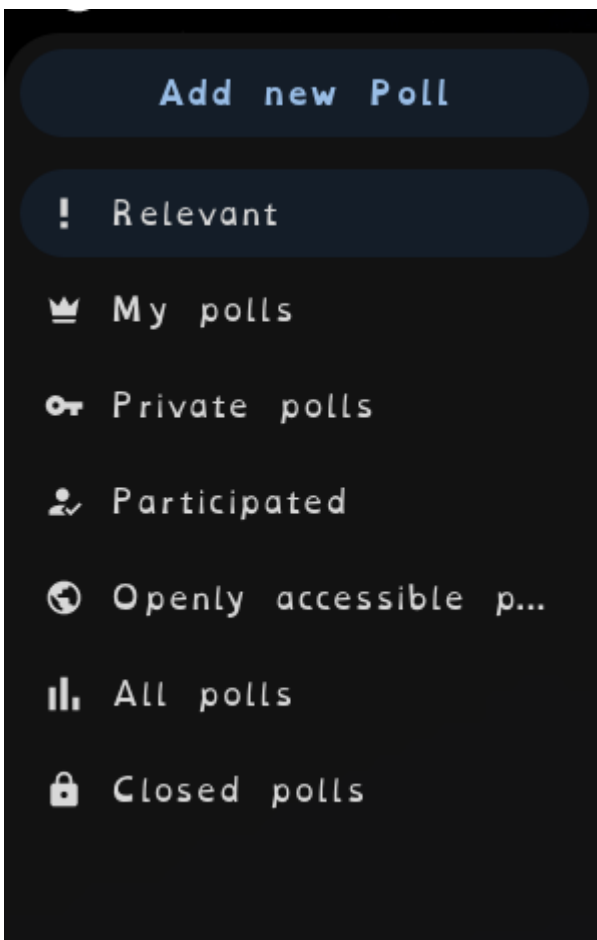 Add new Poll
Relevant
My polls
Private polls
Participated
Openly accessible p...
All polls
Closed polls